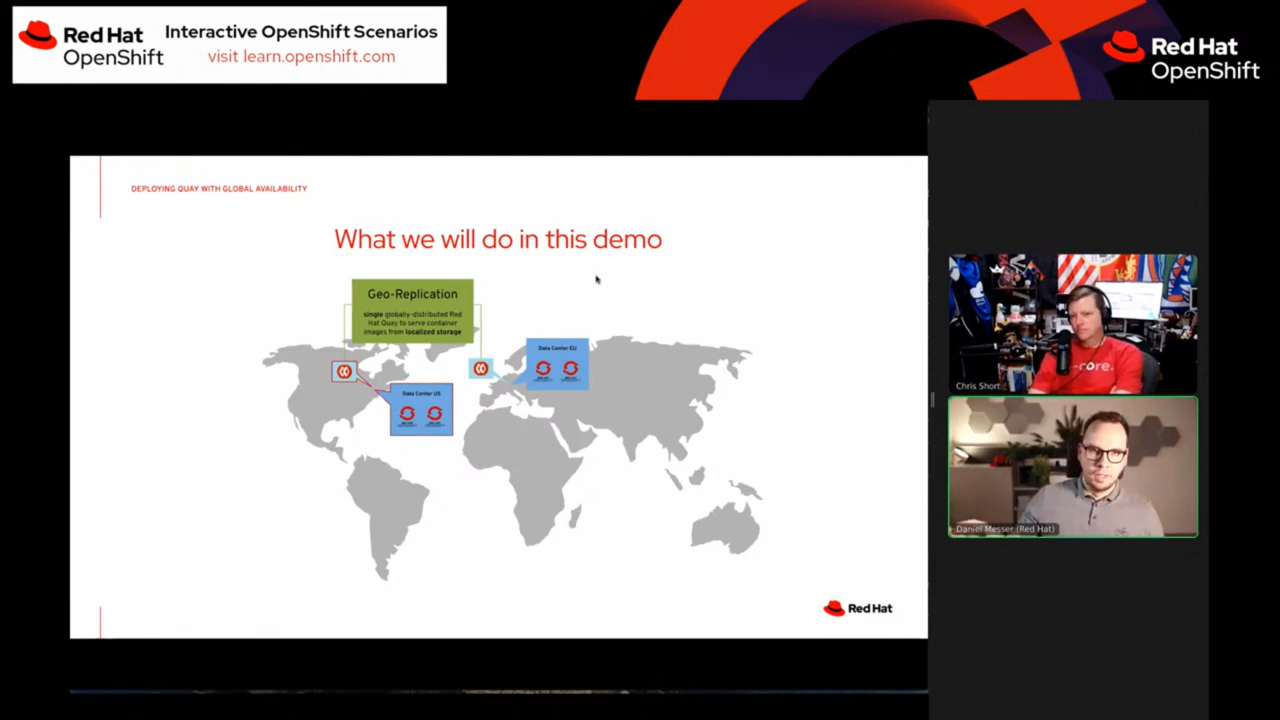 Red Hat
OpenShift
Interactive OpenShift Scenarios
visit learn.openshift.com
Red Hat
OpenShift
DEPLOYING QUAY WITH GLOBAL AVAILABILITY
What we will do in this demo
Geo-Replication
single globally-distributed Red
Hat Quay to serve container
images from localized storage
Data Center EU
Data Center US
Red Hat
core.
Chris Short
Daniel Messer (Red Hat)